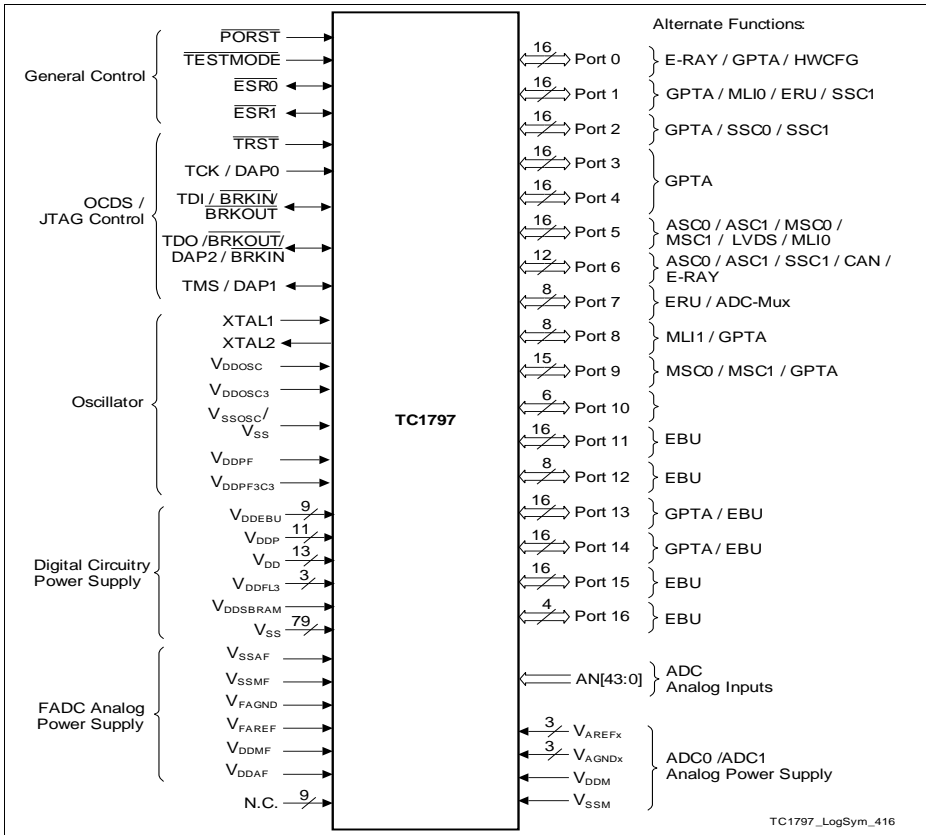 Alternate Functions:
General Control
PORST
TESTMODE
ESR0
ESR1
OCDS /
JTAG Control
TRST
TCK / DAP0
TDI / BRKIN/
BRKOUT
TDO /BRKOUT/
DAP2 / BRKIN
TMS / DAP1
Oscillator
XTAL1
XTAL2
VDDOSC
VDDOSC3
VSSOSC/
VSS
VDDPF
VDDPF3C3
Digital Circuitry
Power Supply
VDDEBU 9
VDDP 11
VDD 13
VDDFL3 3
VDDSBRAM
VSS 79
FADC Analog
Power Supply
VSSAF
VSSMF
VFAGND
VFAREF
VDDMF
VDDAF
N.C. 9
TC1797
16 Port 0 E-RAY / GPTA / HWCFG
16 Port 1 GPTA / MLI0 / ERU / SSC1
16 Port 2 GPTA / SSC0 / SSC1
16 Port 3
GPTA
16 Port 4
16 Port 5 ASC0 / ASC1 / MSC0 /
MSC1 / LVDS / MLI0
12 Port 6 ASC0 / ASC1 / SSC1 / CAN /
E-RAY
8 Port 7 ERU / ADC-Mux
8 Port 8 MLI1 / GPTA
15 Port 9 MSC0 / MSC1 / GPTA
6 Port 10
16 Port 11 EBU
8 Port 12 EBU
16 Port 13 GPTA / EBU
16 Port 14 GPTA / EBU
16 Port 15 EBU
4 Port 16 EBU
AN[43:0] ADC
Analog Inputs
3 VAREFx
3 VAGNDx
VDDM
VSSM
ADC0 /ADC1
Analog Power Supply
TC1797_LogSym_416